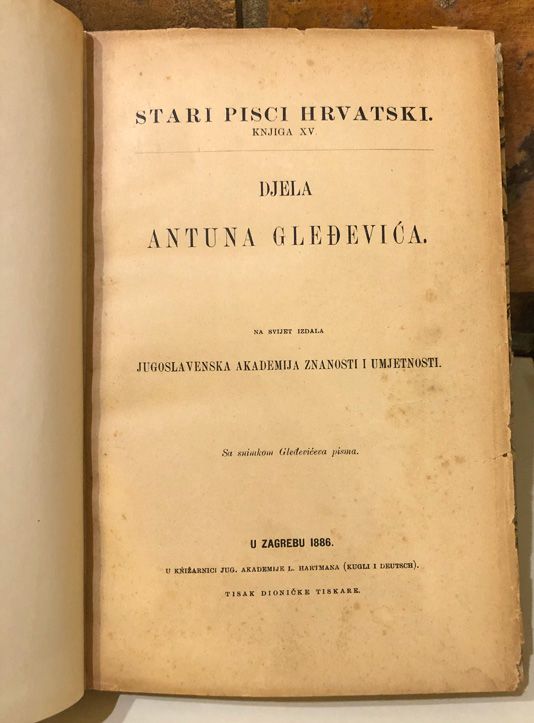 STARI PISCI HRVATSKI.
KNJIGA XV.
DJELA
ANTUNA GLEĐEVIĆA.
NA SVIJET IZDALA
JUGOSLAVENSKA AKADEMIJA ZNANOSTI I UMJETNOSTI.
Sa snimkom Gleđevićeva pisma.
U ZAGREBU 1886.
U KŃIŽARNICI JUG. AKADEMIJE L. HARTMANA (KUGLI I DEUTSCH).
TISAK DIONIČKE TISKARE.